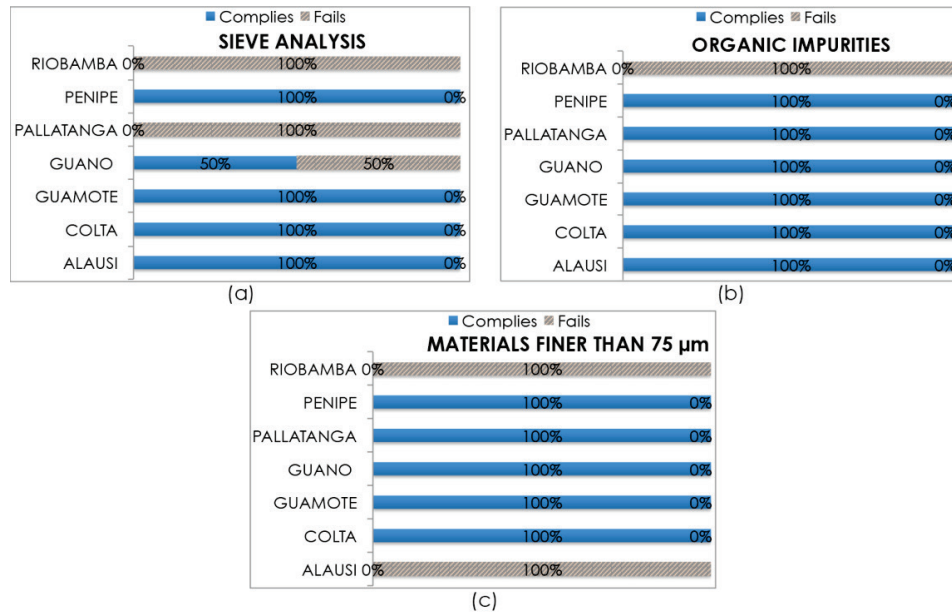 Complies Fails
SIEVE ANALYSIS
RIOBAMBA 0% 100%
PENIPE 100% 0%
PALLATANGA 0% 100%
GUANO 50% 50%
GUAMOTE 100% 0%
COLTA 100% 0%
ALAUSI 100% 0%
(a)
Complies Fails
ORGANIC IMPURITIES
RIOBAMBA 0% 100%
PENIPE 100% 0%
PALLATANGA 100% 0%
GUANO 100% 0%
GUAMOTE 100% 0%
COLTA 100% 0%
ALAUSI 100% 0%
(b)
Complies Fails
MATERIALS FINER THAN 75 µm
RIOBAMBA 0% 100%
PENIPE 100% 0%
PALLATANGA 100% 0%
GUANO 100% 0%
GUAMOTE 100% 0%
COLTA 100% 0%
ALAUSI 0% 100%
(c)